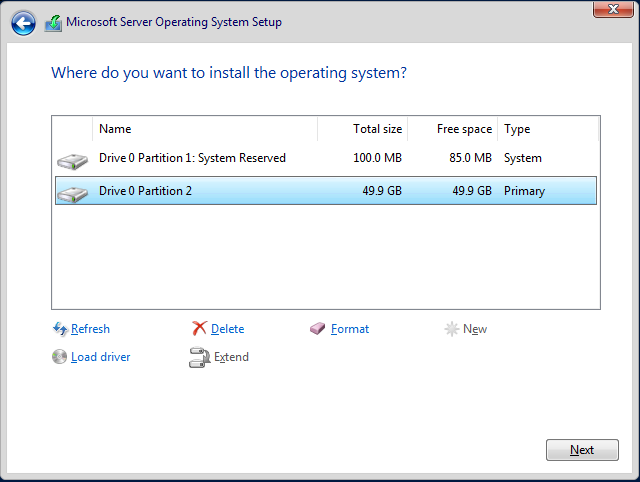 Microsoft Server Operating System Setup
Where do you want to install the operating system?
Name Total size Free space Type
Drive 0 Partition 1: System Reserved 100.0 MB 85.0 MB System
Drive 0 Partition 2 49.9 GB 49.9 GB Primary
Refresh Delete Format New
Load driver Extend
Next